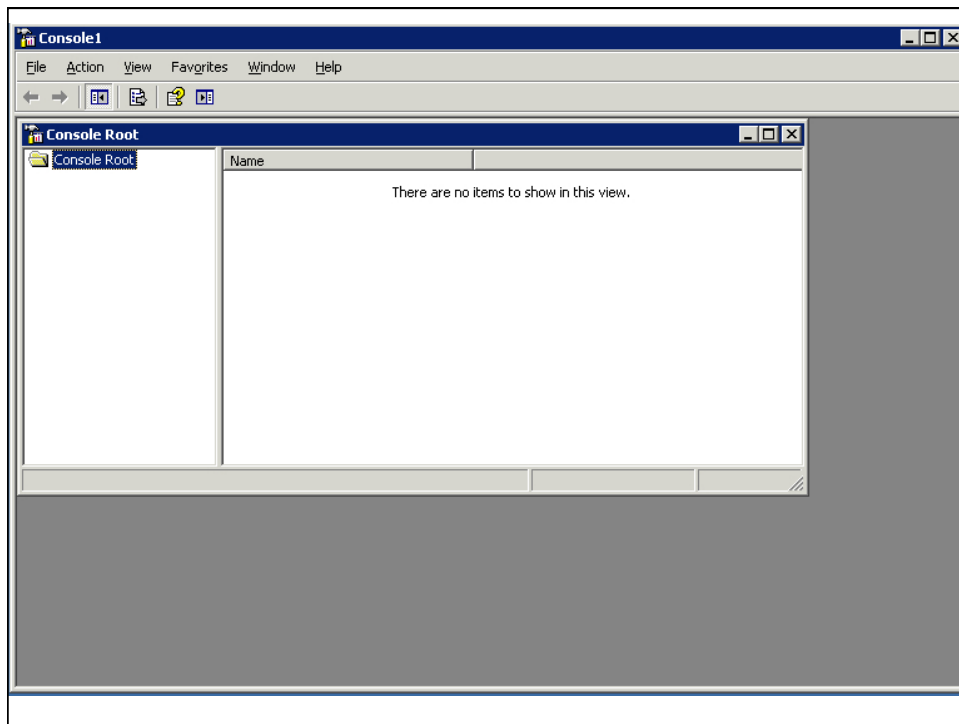 Console1
File Action View Favorites Window Help
Console Root
Console Root
Name
There are no items to show in this view.